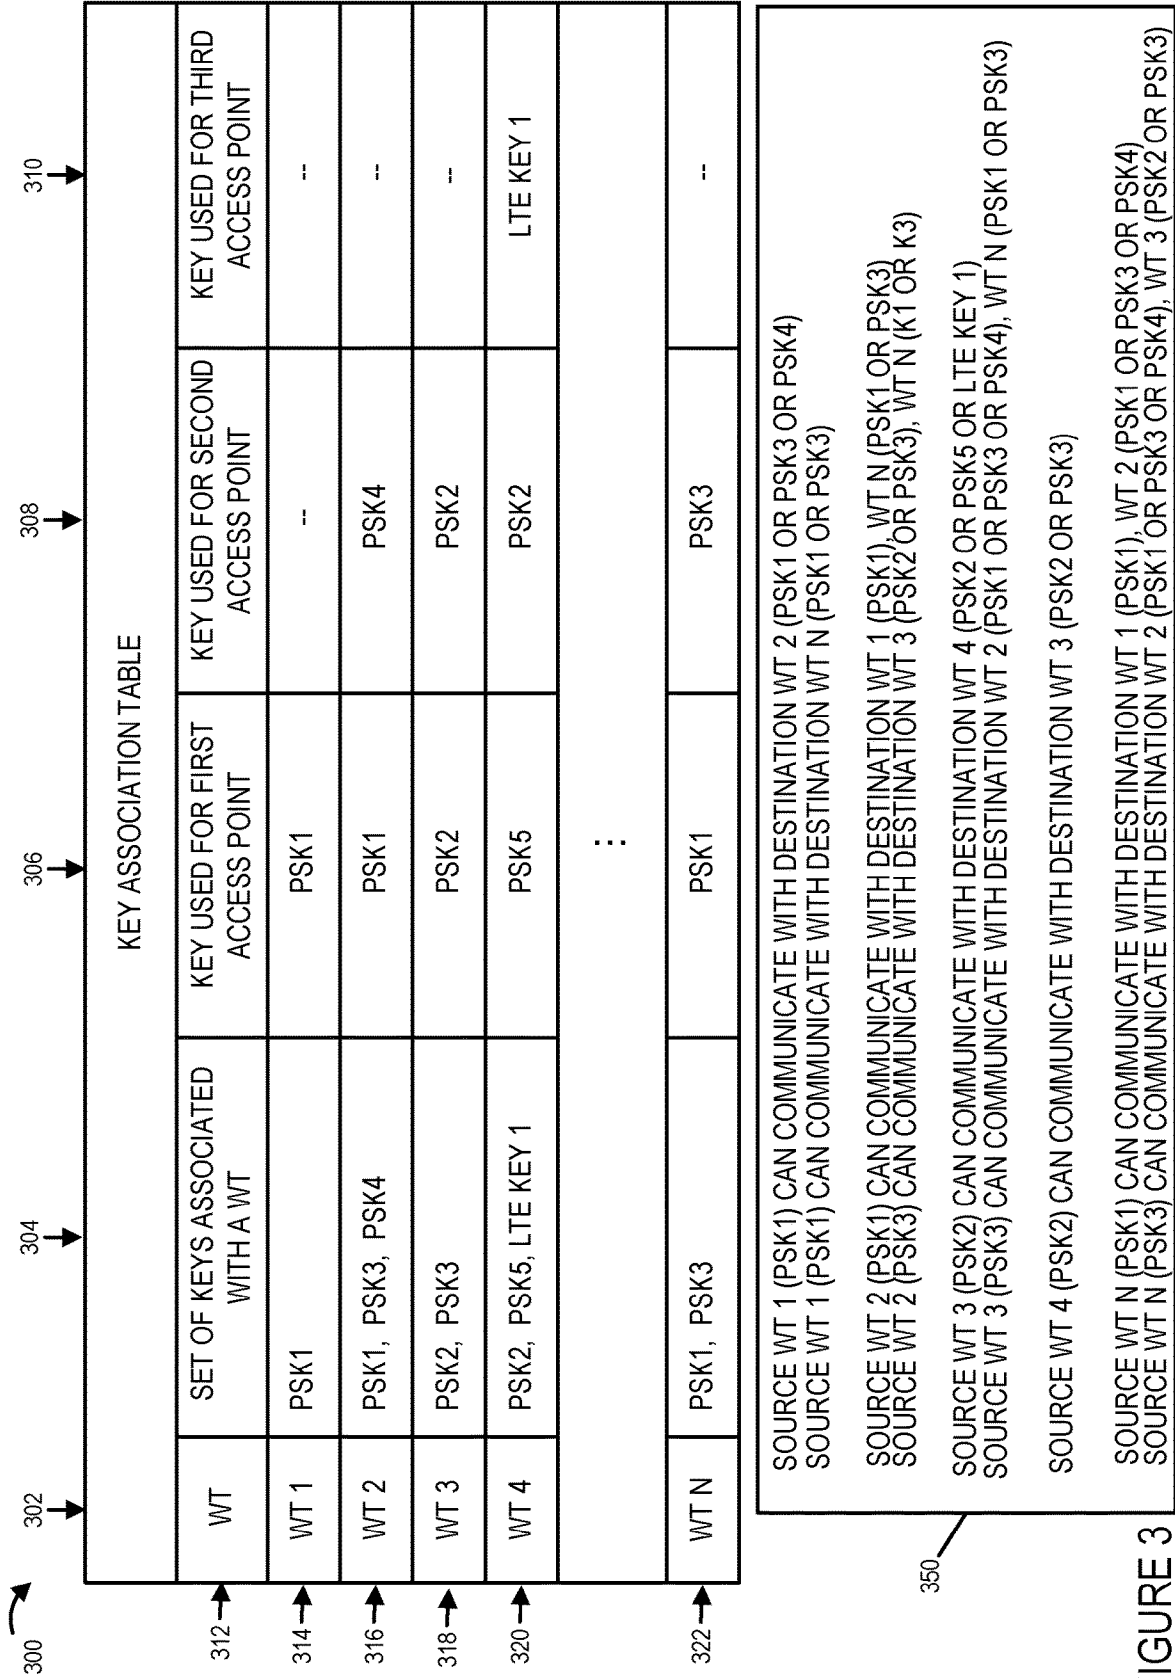 300
302
304
306
308
310
KEY ASSOCIATION TABLE
312
WT
SET OF KEYS ASSOCIATED
WITH A WT
KEY USED FOR FIRST
ACCESS POINT
KEY USED FOR SECOND
ACCESS POINT
KEY USED FOR THIRD
ACCESS POINT
314
WT 1
PSK1
PSK1
--
--
316
WT 2
PSK1, PSK3, PSK4
PSK1
PSK4
--
318
WT 3
PSK2, PSK3
PSK2
PSK2
--
320
WT 4
PSK2, PSK5, LTE KEY 1
PSK5
PSK2
LTE KEY 1
...
322
WT N
PSK1, PSK3
PSK1
PSK3
--
350
SOURCE WT 1 (PSK1) CAN COMMUNICATE WITH DESTINATION WT 2 (PSK1 OR PSK3 OR PSK4)
SOURCE WT 1 (PSK1) CAN COMMUNICATE WITH DESTINATION WT N (PSK1 OR PSK3)
SOURCE WT 2 (PSK1) CAN COMMUNICATE WITH DESTINATION WT 1 (PSK1), WT N (PSK1 OR PSK3)
SOURCE WT 2 (PSK3) CAN COMMUNICATE WITH DESTINATION WT 3 (PSK2 OR PSK3), WT N (K1 OR K3)
SOURCE WT 3 (PSK2) CAN COMMUNICATE WITH DESTINATION WT 4 (PSK2 OR PSK5 OR LTE KEY 1)
SOURCE WT 3 (PSK3) CAN COMMUNICATE WITH DESTINATION WT 2 (PSK1 OR PSK3 OR PSK4), WT N (PSK1 OR PSK3)
SOURCE WT 4 (PSK2) CAN COMMUNICATE WITH DESTINATION WT 3 (PSK2 OR PSK3)
SOURCE WT N (PSK1) CAN COMMUNICATE WITH DESTINATION WT 1 (PSK1), WT 2 (PSK1 OR PSK3 OR PSK4)
SOURCE WT N (PSK3) CAN COMMUNICATE WITH DESTINATION WT 2 (PSK1 OR PSK3 OR PSK4), WT 3 (PSK2 OR PSK3)
IGURE 3